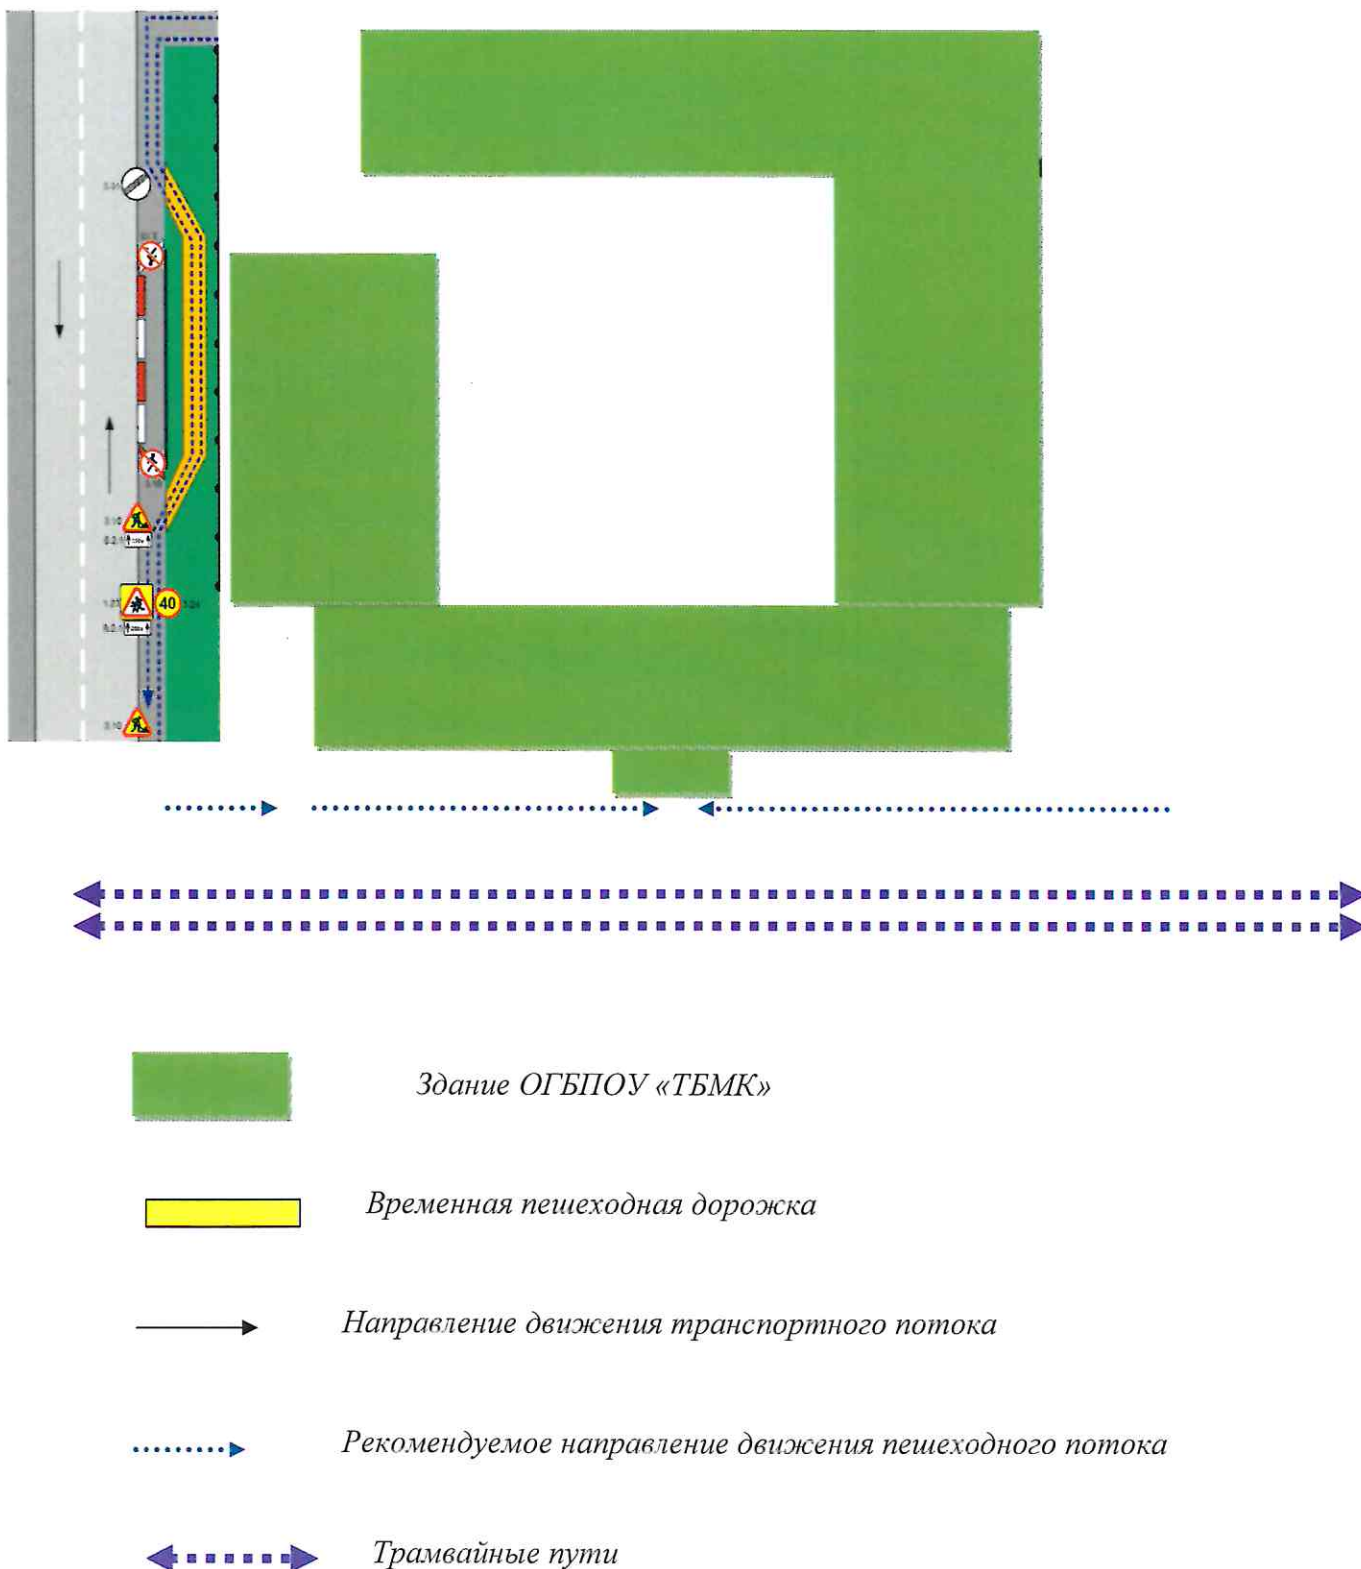 40
Здание ОГБПОУ «ТБМК»
Временная пешеходная дорожка
Направление движения транспортного потока
Рекомендуемое направление движения пешеходного потока
Трамвайные пути